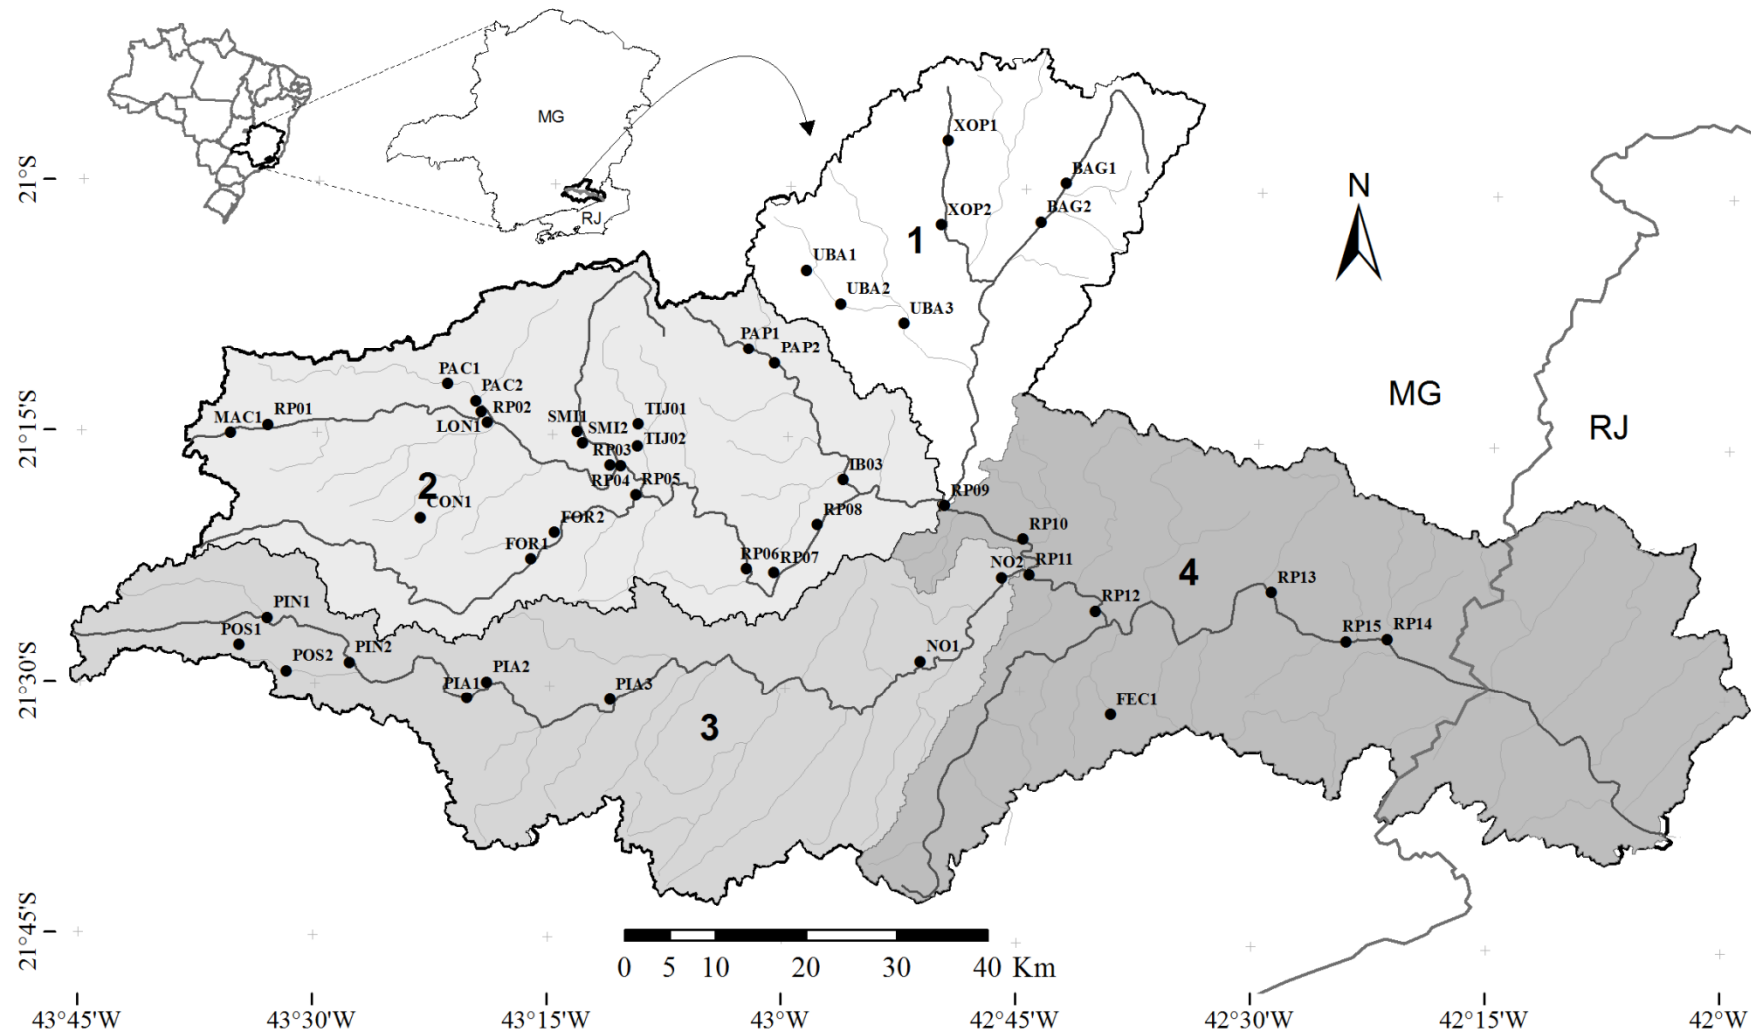 MG
RJ
N
MG
RJ
1
2
3
4
XOP1
BAG1
XOP2
BAG2
UBA1
UBA2
UBA3
PAP1
PAP2
PAC1
PAC2
MAC1
RP01
RP02
LON1
SMI1
SMI2
TIJ01
TIJ02
RP03
RP04
RP05
IB03
CON1
FOR2
FOR1
RP08
RP06
RP07
RP09
RP10
NO2
RP11
RP12
RP13
RP15
RP14
PIN1
POS1
POS2
PIN2
PIA1
PIA2
PIA3
NO1
FEC1
21°S
21°15'S
21°30'S
21°45'S
0 5 10 20 30 40 Km
43°45'W 43°30'W 43°15'W 43°W 42°45'W 42°30'W 42°15'W 42°W